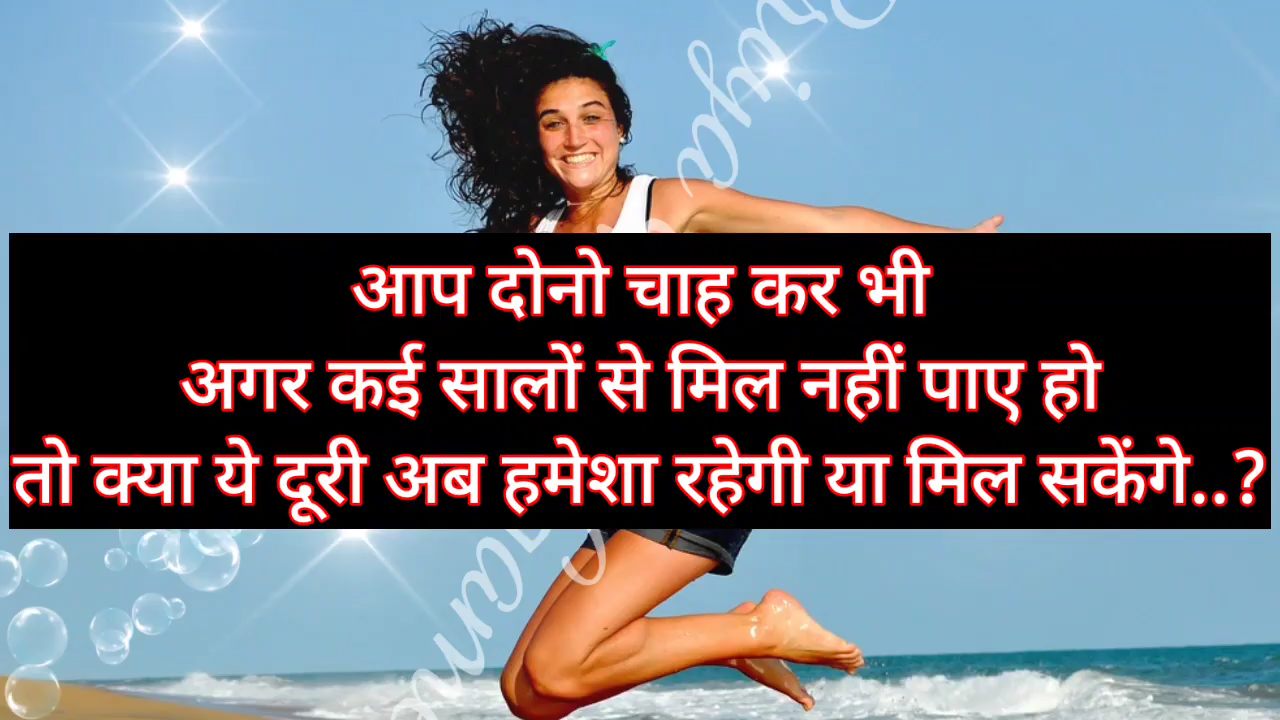 आप दोनो चाह कर भी
अगर कई सालों से मिल नहीं पाए हो
तो क्या ये दूरी अब हमेशा रहेगी या मिल सकेंगे..?